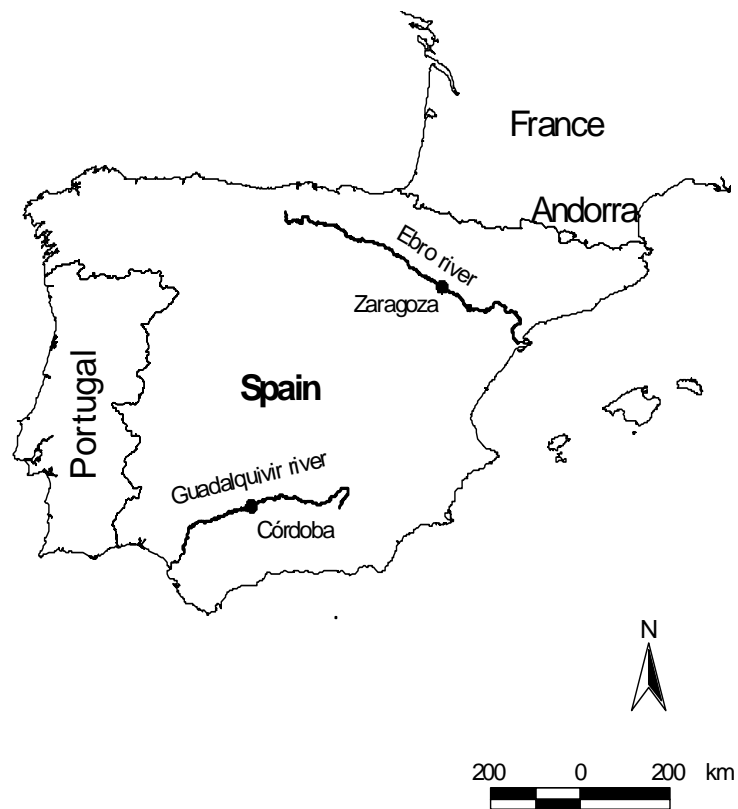 France
Andorra
Ebro river
Zaragoza
Spain
Portugal
Guadalquivir river
Córdoba
N
200 0 200 km